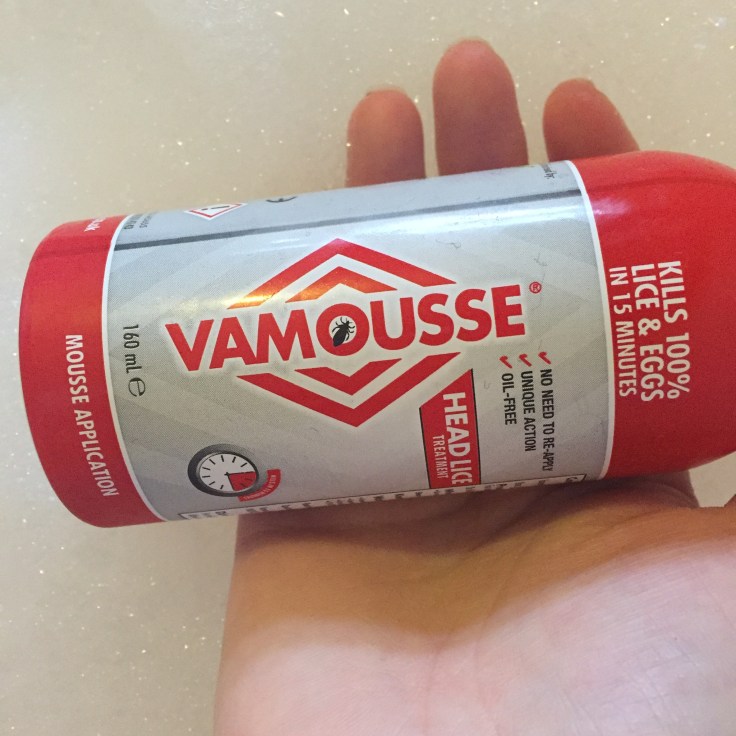 VAMOUSSE®
NO NEED TO RE-APPLY
UNIQUE ACTION
OIL-FREE
HEAD LICE
TREATMENT
KILLS 100%
LICE & EGGS
IN 15 MINUTES
160 mL ℮
MOUSSE APPLICATION